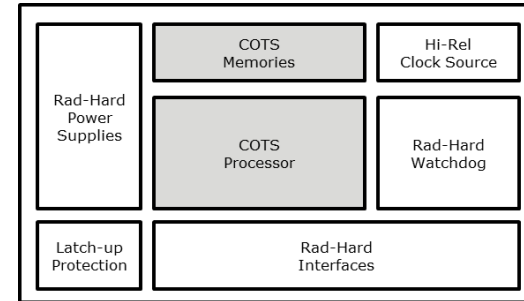 COTS
Memories
Hi-Rel
Clock Source
Rad-Hard
Power
Supplies
COTS
Processor
Rad-Hard
Watchdog
Latch-up
Protection
Rad-Hard
Interfaces